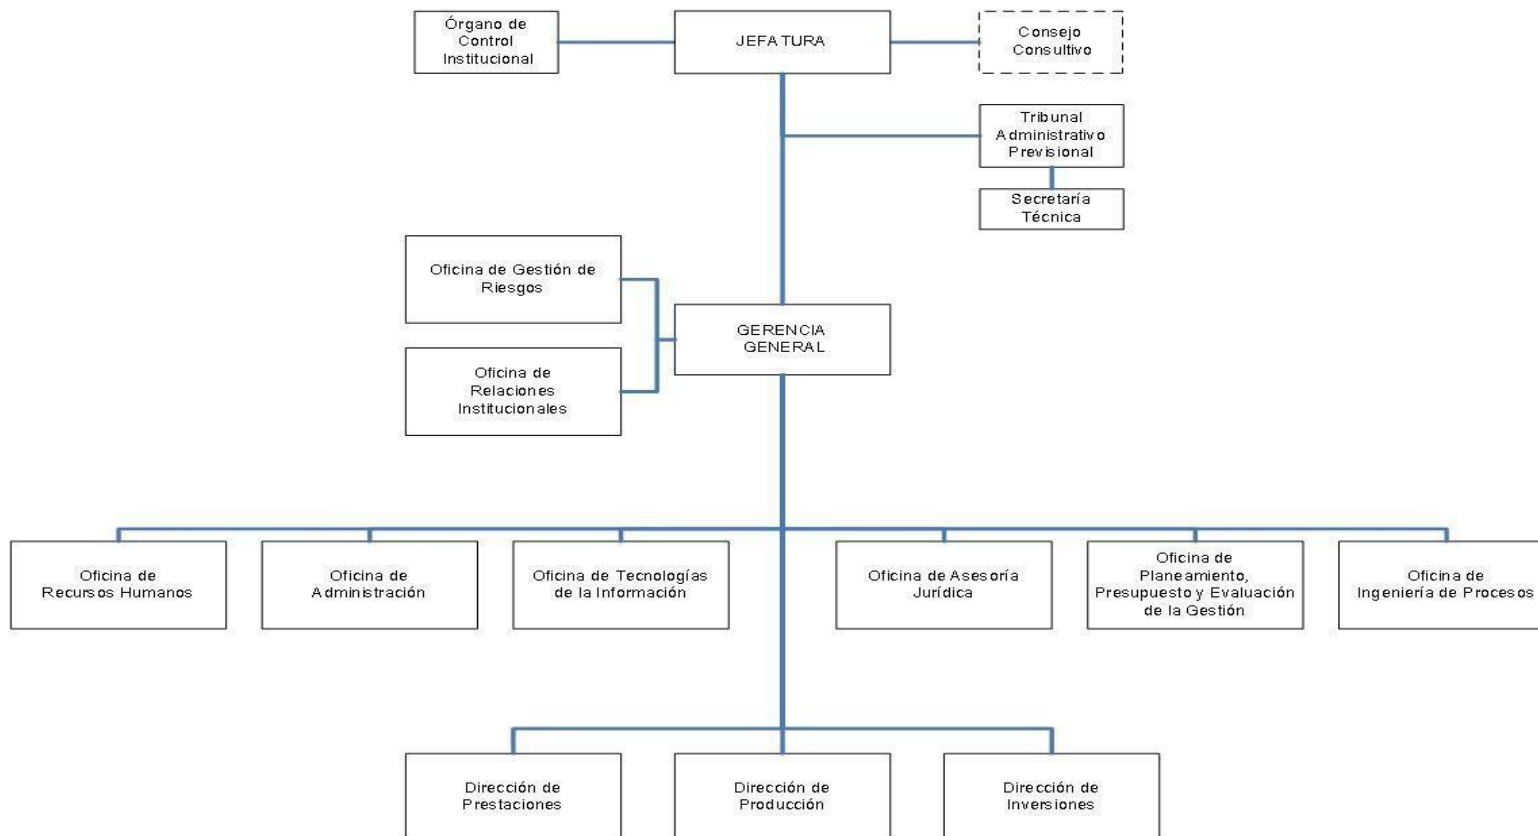 Órgano de
Control
Institucional
JEFATURA
Consejo
Consultivo
Tribunal
Administrativo
Previsional
Secretaría
Técnica
Oficina de Gestión de
Riesgos
GERENCIA
GENERAL
Oficina de
Relaciones
Institucionales
Oficina de
Recursos Humanos
Oficina de
Administración
Oficina de Tecnologías
de la Información
Oficina de Asesoría
Jurídica
Oficina de
Planeamiento,
Presupuesto y Evaluación
de la Gestión
Oficina de
Ingeniería de Procesos
Dirección de
Prestaciones
Dirección de
Producción
Dirección de
Inversiones